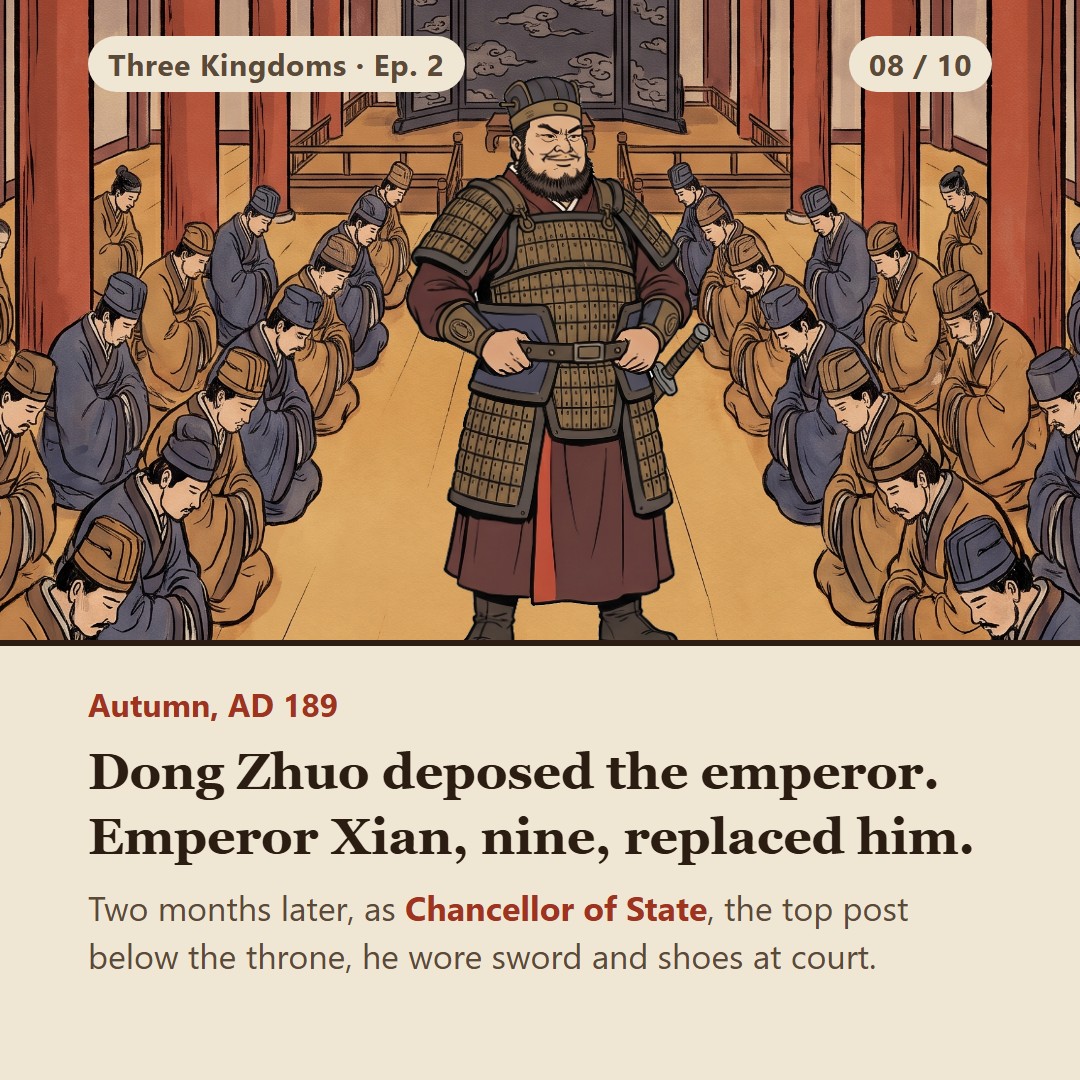 Three Kingdoms · Ep. 2
08 / 10
Autumn, AD 189
Dong Zhuo deposed the emperor.
Emperor Xian, nine, replaced him.
Two months later, as Chancellor of State, the top post
below the throne, he wore sword and shoes at court.